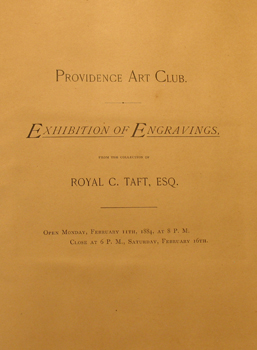 Providence Art Club.
Exhibition of Engravings,
FROM THE COLLECTION OF
ROYAL C. TAFT, ESQ.
Open Monday, February 11th, 1884, at 8 P. M.
Close at 6 P. M., Saturday, February 16th.